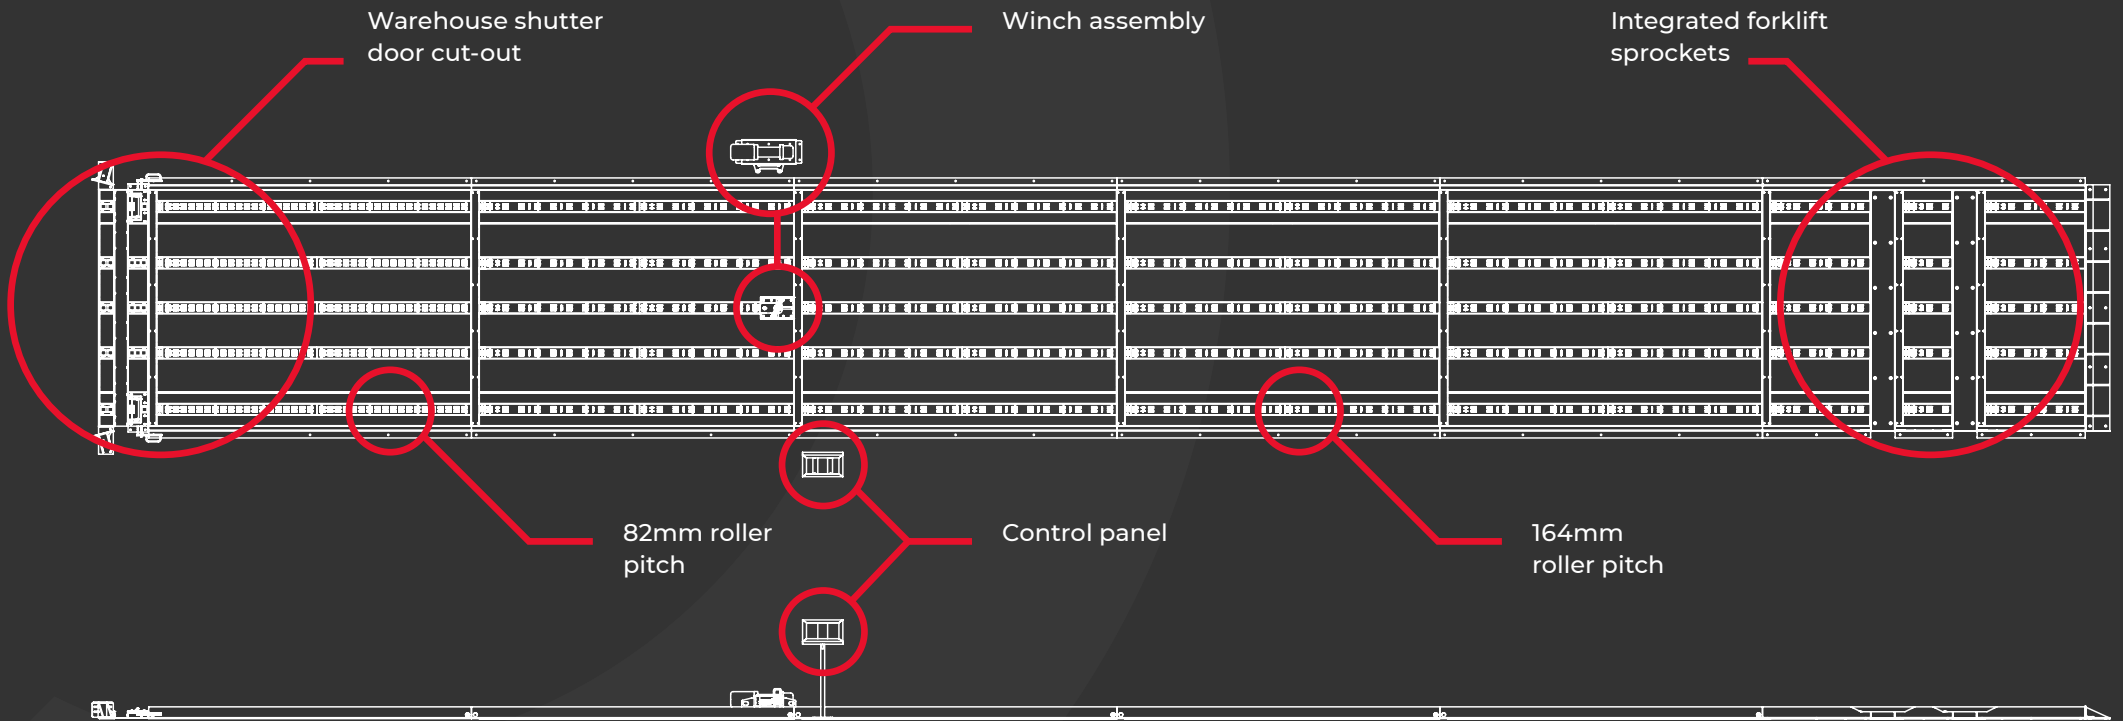 Warehouse shutter
door cut-out
Winch assembly
Integrated forklift
sprockets
82mm roller
pitch
Control panel
164mm
roller pitch